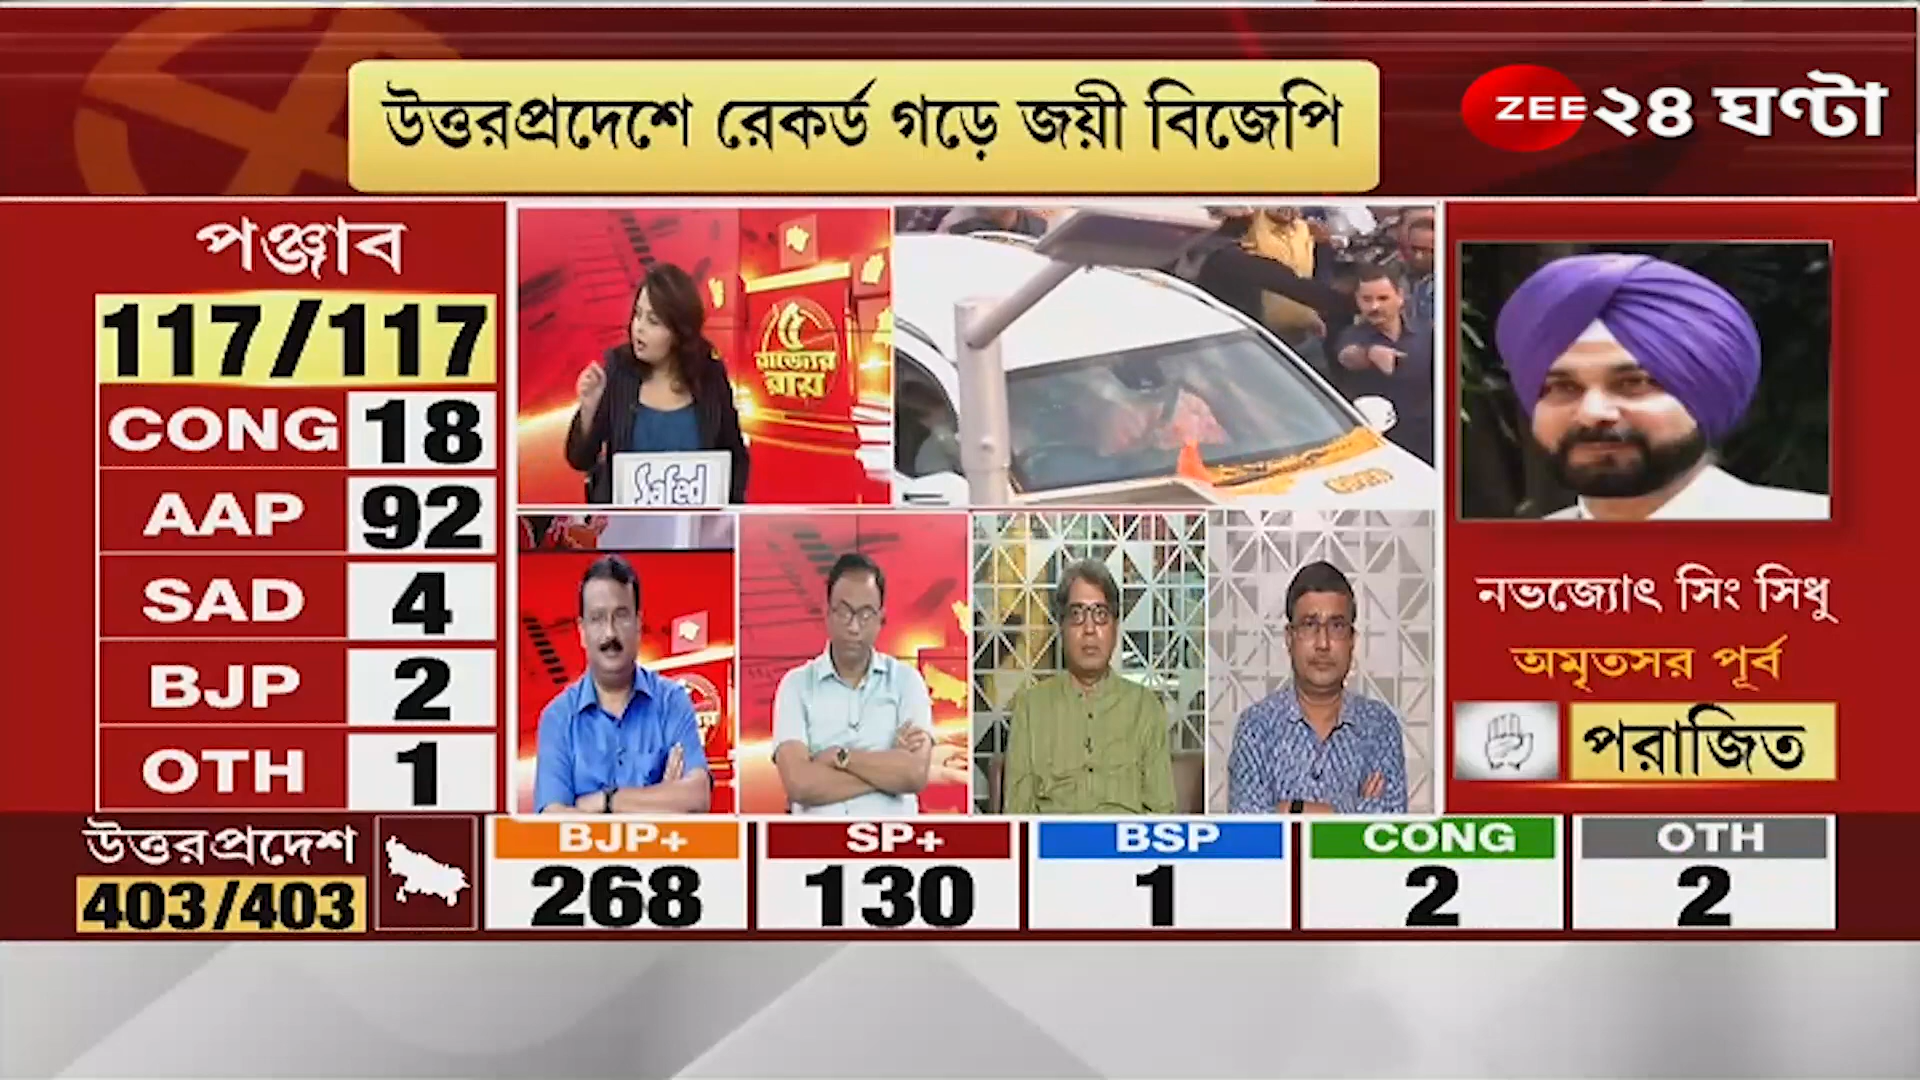 উত্তরপ্রদেশে রেকর্ড গড়ে জয়ী বিজেপি
ZEE ২৪ ঘণ্টা
পঞ্জাব
117/117
CONG 18
AAP 92
SAD 4
BJP 2
OTH 1
৫
রাজ্যের
রায়
Safed
নভজ্যোৎ সিং সিধু
অমৃতসর পূর্ব
পরাজিত
উত্তরপ্রদেশ
403/403
BJP+ SP+ BSP CONG OTH
268 130 1 2 2